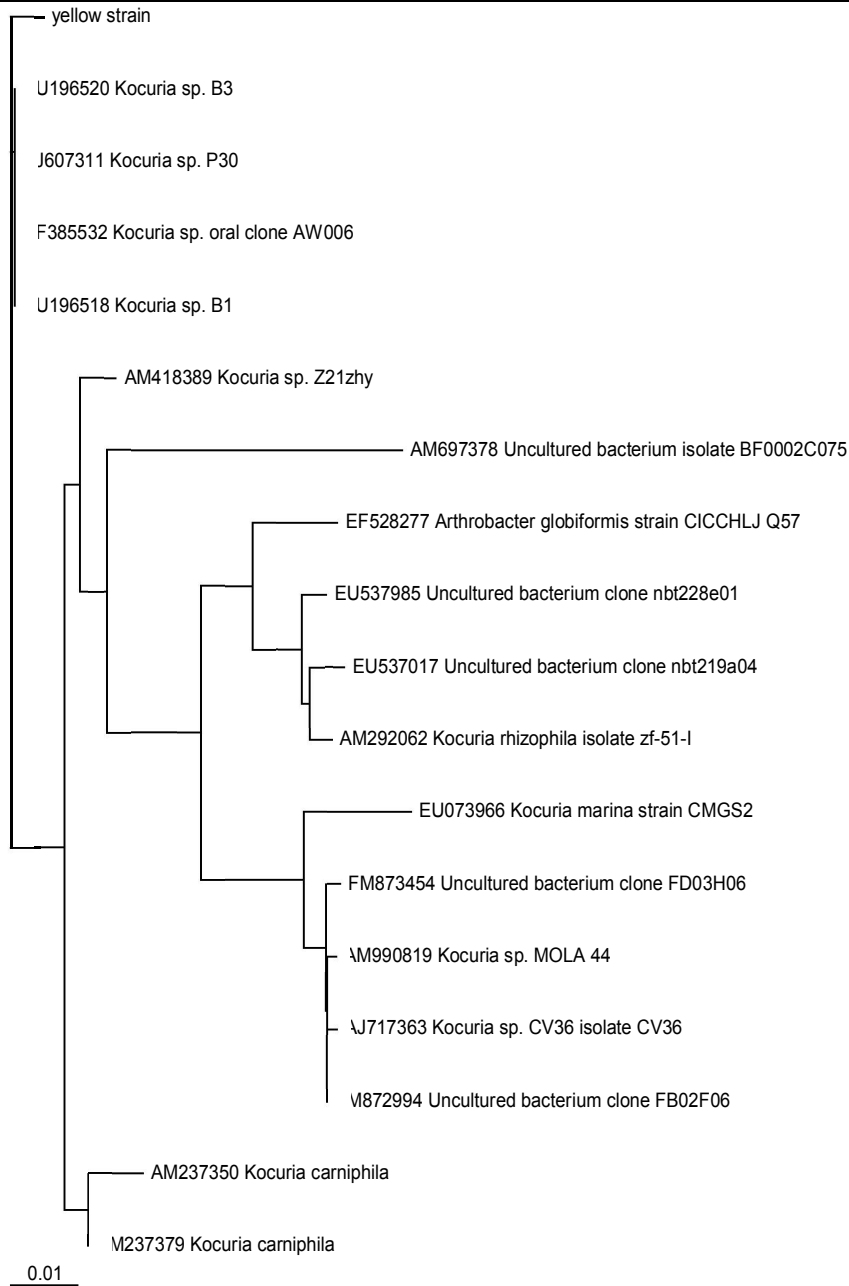 yellow strain
U196520 Kocuria sp. B3
J607311 Kocuria sp. P30
F385532 Kocuria sp. oral clone AW006
U196518 Kocuria sp. B1
AM418389 Kocuria sp. Z21zhy
AM697378 Uncultured bacterium isolate BF0002C075
EF528277 Arthrobacter globiformis strain CICCHLJ Q57
EU537985 Uncultured bacterium clone nbt228e01
EU537017 Uncultured bacterium clone nbt219a04
AM292062 Kocuria rhizophila isolate zf-51-I
EU073966 Kocuria marina strain CMGS2
FM873454 Uncultured bacterium clone FD03H06
AM990819 Kocuria sp. MOLA 44
AJ717363 Kocuria sp. CV36 isolate CV36
M872994 Uncultured bacterium clone FB02F06
AM237350 Kocuria carniphila
M237379 Kocuria carniphila
0.01